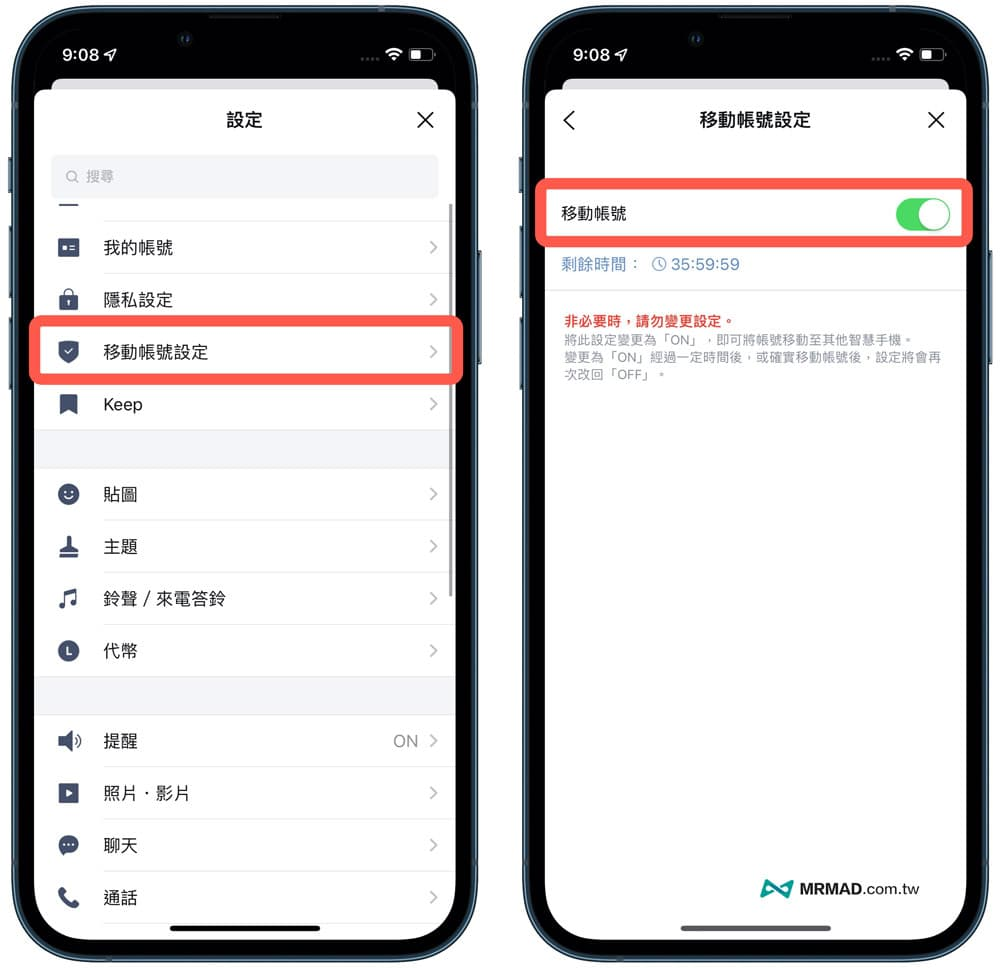 9:08
設定
搜尋
我的帳號
隱私設定
移動帳號設定
Keep
貼圖
主題
鈴聲 / 來電答鈴
代幣
提醒 ON
照片・影片
聊天
通話
9:08
移動帳號設定
移動帳號
剩餘時間： 35:59:59
非必要時，請勿變更設定。
將此設定變更為「ON」，即可將帳號移動至其他智慧手機。
變更為「ON」經過一定時間後，或確實移動帳號後，設定將會再
次改回「OFF」。
MRMAD.com.tw